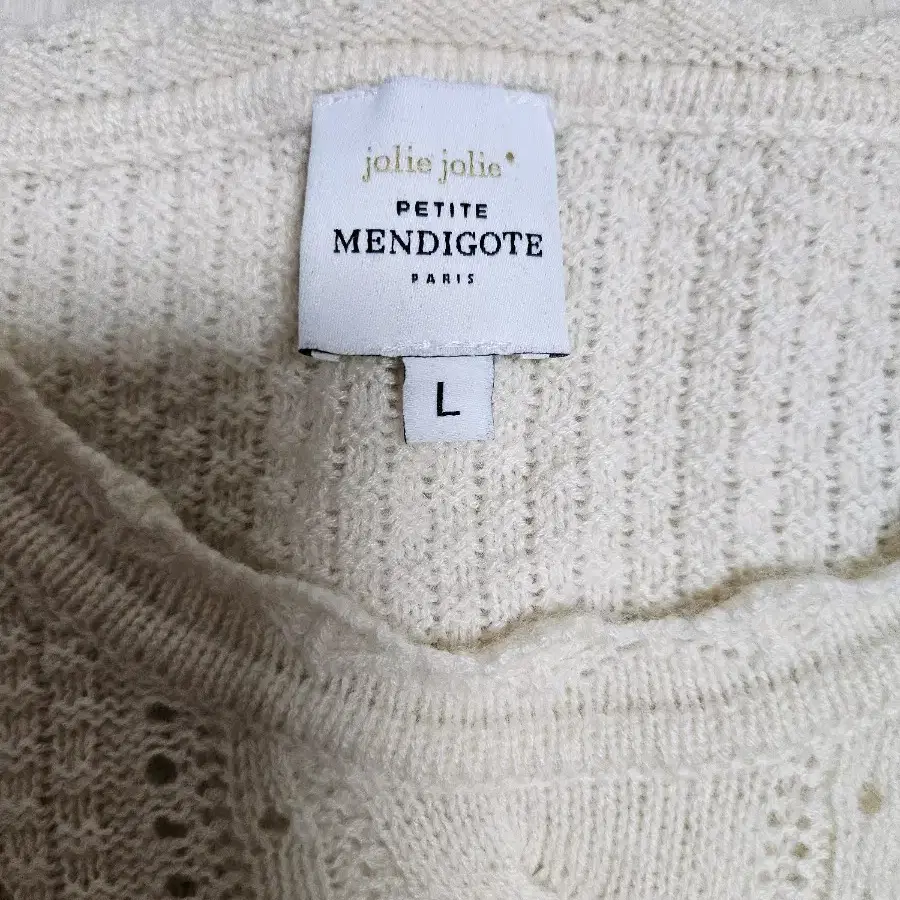 jolie jolie*
PETITE
MENDIGOTE
PARIS
L